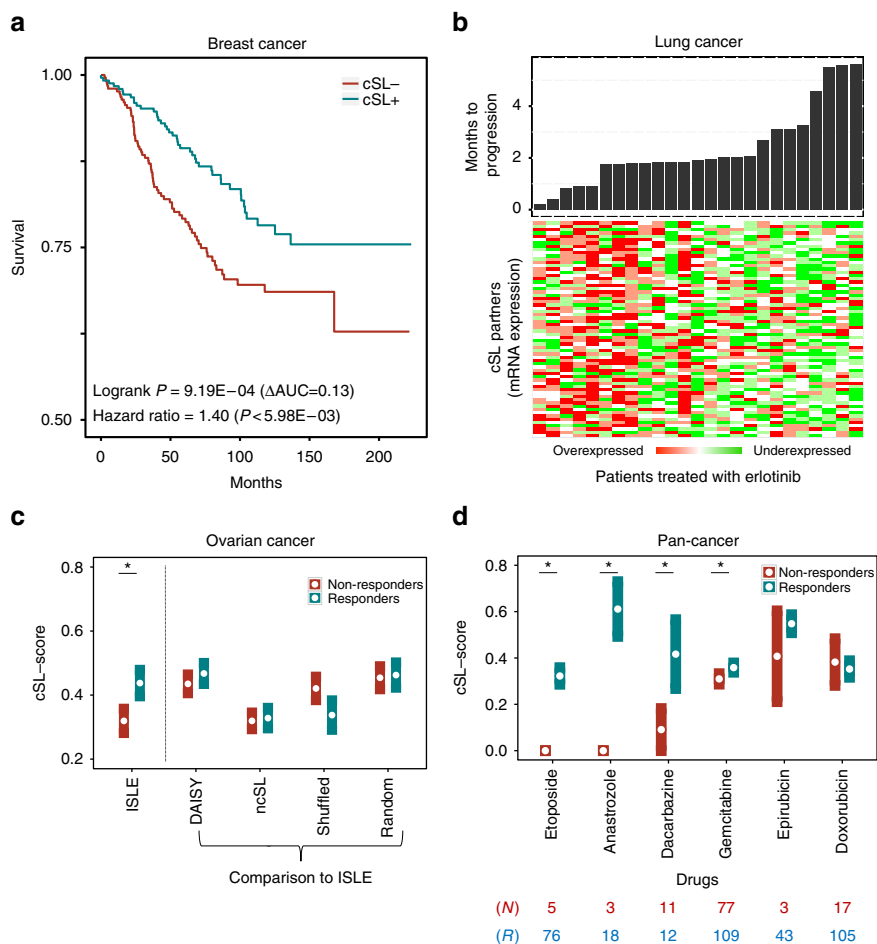 a
Breast cancer
1.00
0.75
0.50
Survival
cSL–
cSL+
Logrank P = 9.19E−04 (ΔAUC=0.13)
Hazard ratio = 1.40 (P<5.98E−03)
0 50 100 150 200
Months
b
Lung cancer
Months to
progression
4
2
0
cSL partners
(mRNA expression)
Overexpressed Underexpressed
Patients treated with erlotinib
c
Ovarian cancer
0.8
0.6
0.4
0.2
cSL–score
*
Non-responders
Responders
ISLE
DAISY
ncSL
Shuffled
Random
Comparison to ISLE
d
Pan-cancer
0.8
0.6
0.4
0.2
0.0
cSL–score
* * * *
Non-responders
Responders
Etoposide
Anastrozole
Dacarbazine
Gemcitabine
Epirubicin
Doxorubicin
Drugs
(N) 5 3 11 77 3 17
(R) 76 18 12 109 43 105